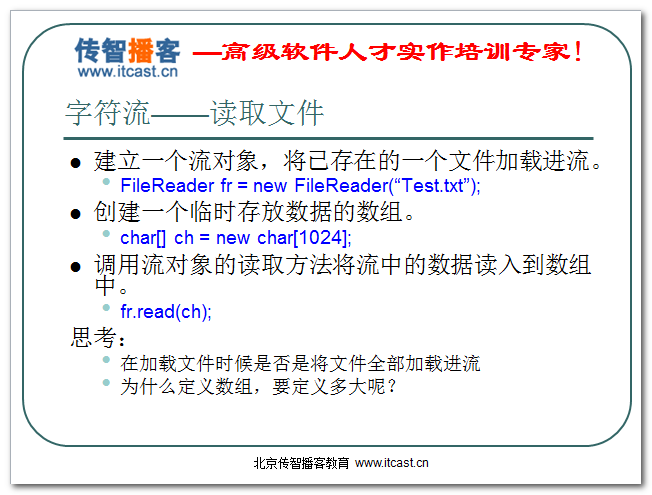 传智播客 —高级软件人才实作培训专家!
www.itcast.cn
字符流——读取文件
建立一个流对象，将已存在的一个文件加载进流。
FileReader fr = new FileReader(“Test.txt”);
创建一个临时存放数据的数组。
char[] ch = new char[1024];
调用流对象的读取方法将流中的数据读入到数组
中。
fr.read(ch);
思考：
在加载文件时候是否是将文件全部加载进流
为什么定义数组，要定义多大呢？
北京传智播客教育 www.itcast.cn